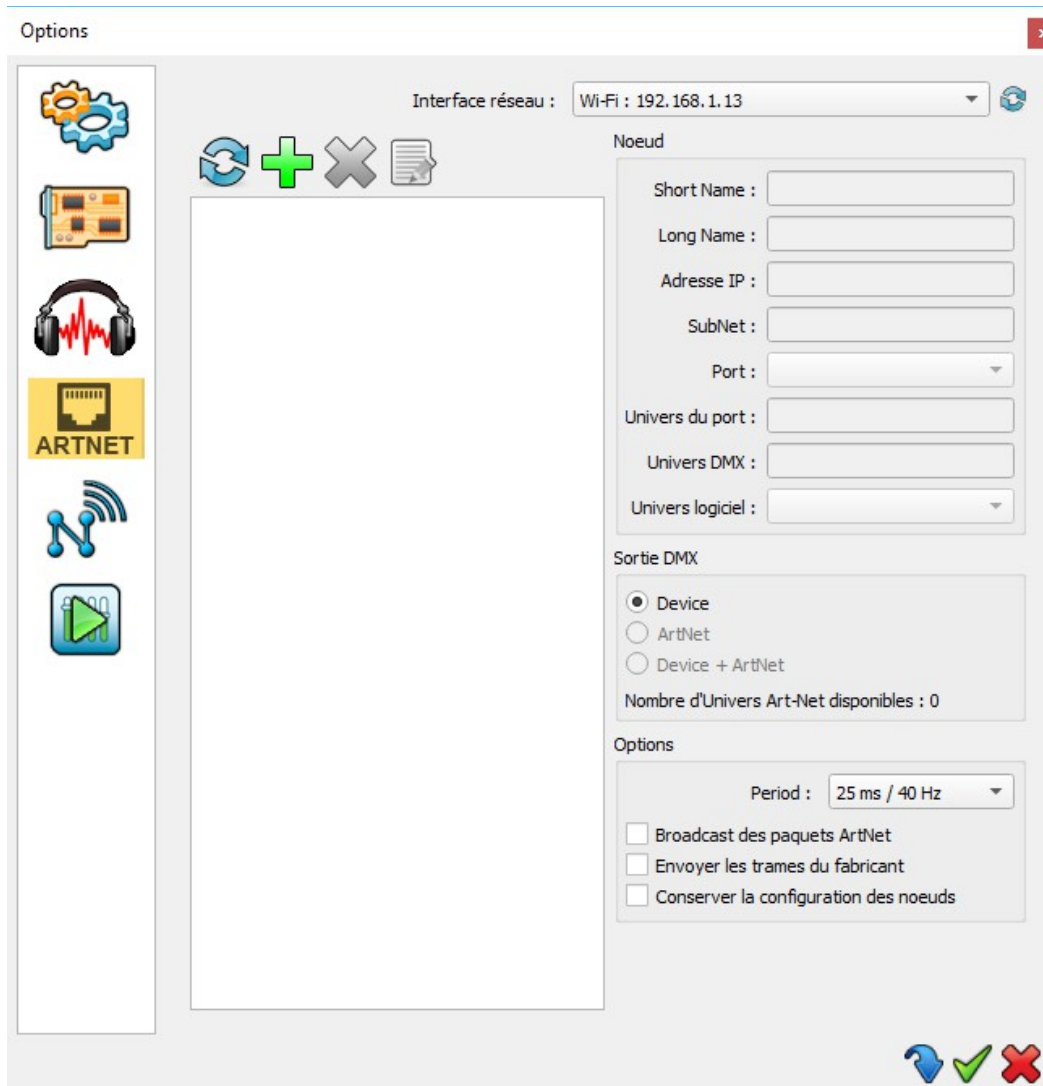 Options
Interface réseau :
Wi-Fi : 192.168.1.13
Noeud
Short Name :
Long Name :
Adresse IP :
SubNet :
Port :
ARTNET
Univers du port :
Univers DMX :
Univers logiciel :
Sortie DMX
Device
ArtNet
Device + ArtNet
Nombre d'Univers Art-Net disponibles : 0
Options
Period : 25 ms / 40 Hz
Broadcast des paquets ArtNet
Envoyer les trames du fabricant
Conserver la configuration des noeuds